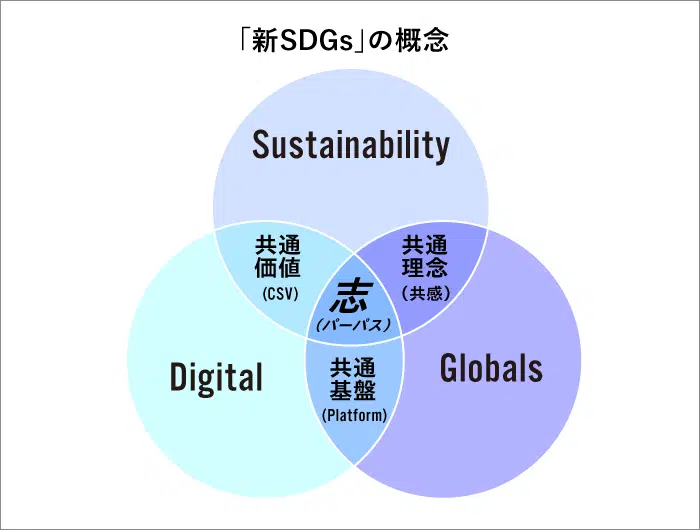 「新SDGs」の概念
Sustainability
共通
価値
(CSV)
共通
理念
（共感）
志
（パーパス）
Digital
Globals
共通
基盤
(Platform)